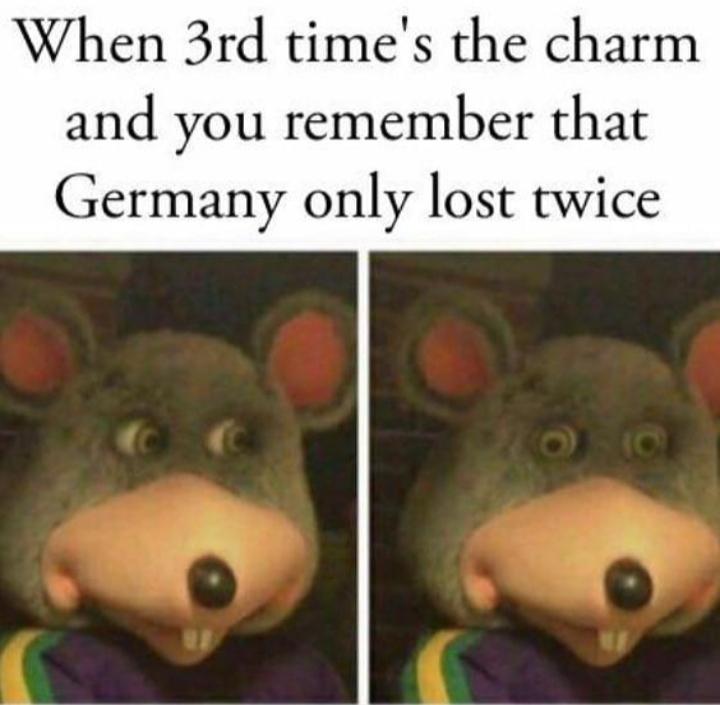 When 3rd time's the charm
and you remember that
Germany only lost twice